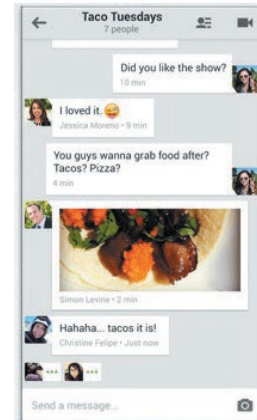 Taco Tuesdays
7 people
Did you like the show?
10 min
I loved it. 😜
Jessica Moreno • 9 min
You guys wanna grab food after?
Tacos? Pizza?
4 min
Simon Levine • 2 min
Hahaha... tacos it is!
Christine Felipe • Just now
Send a message...